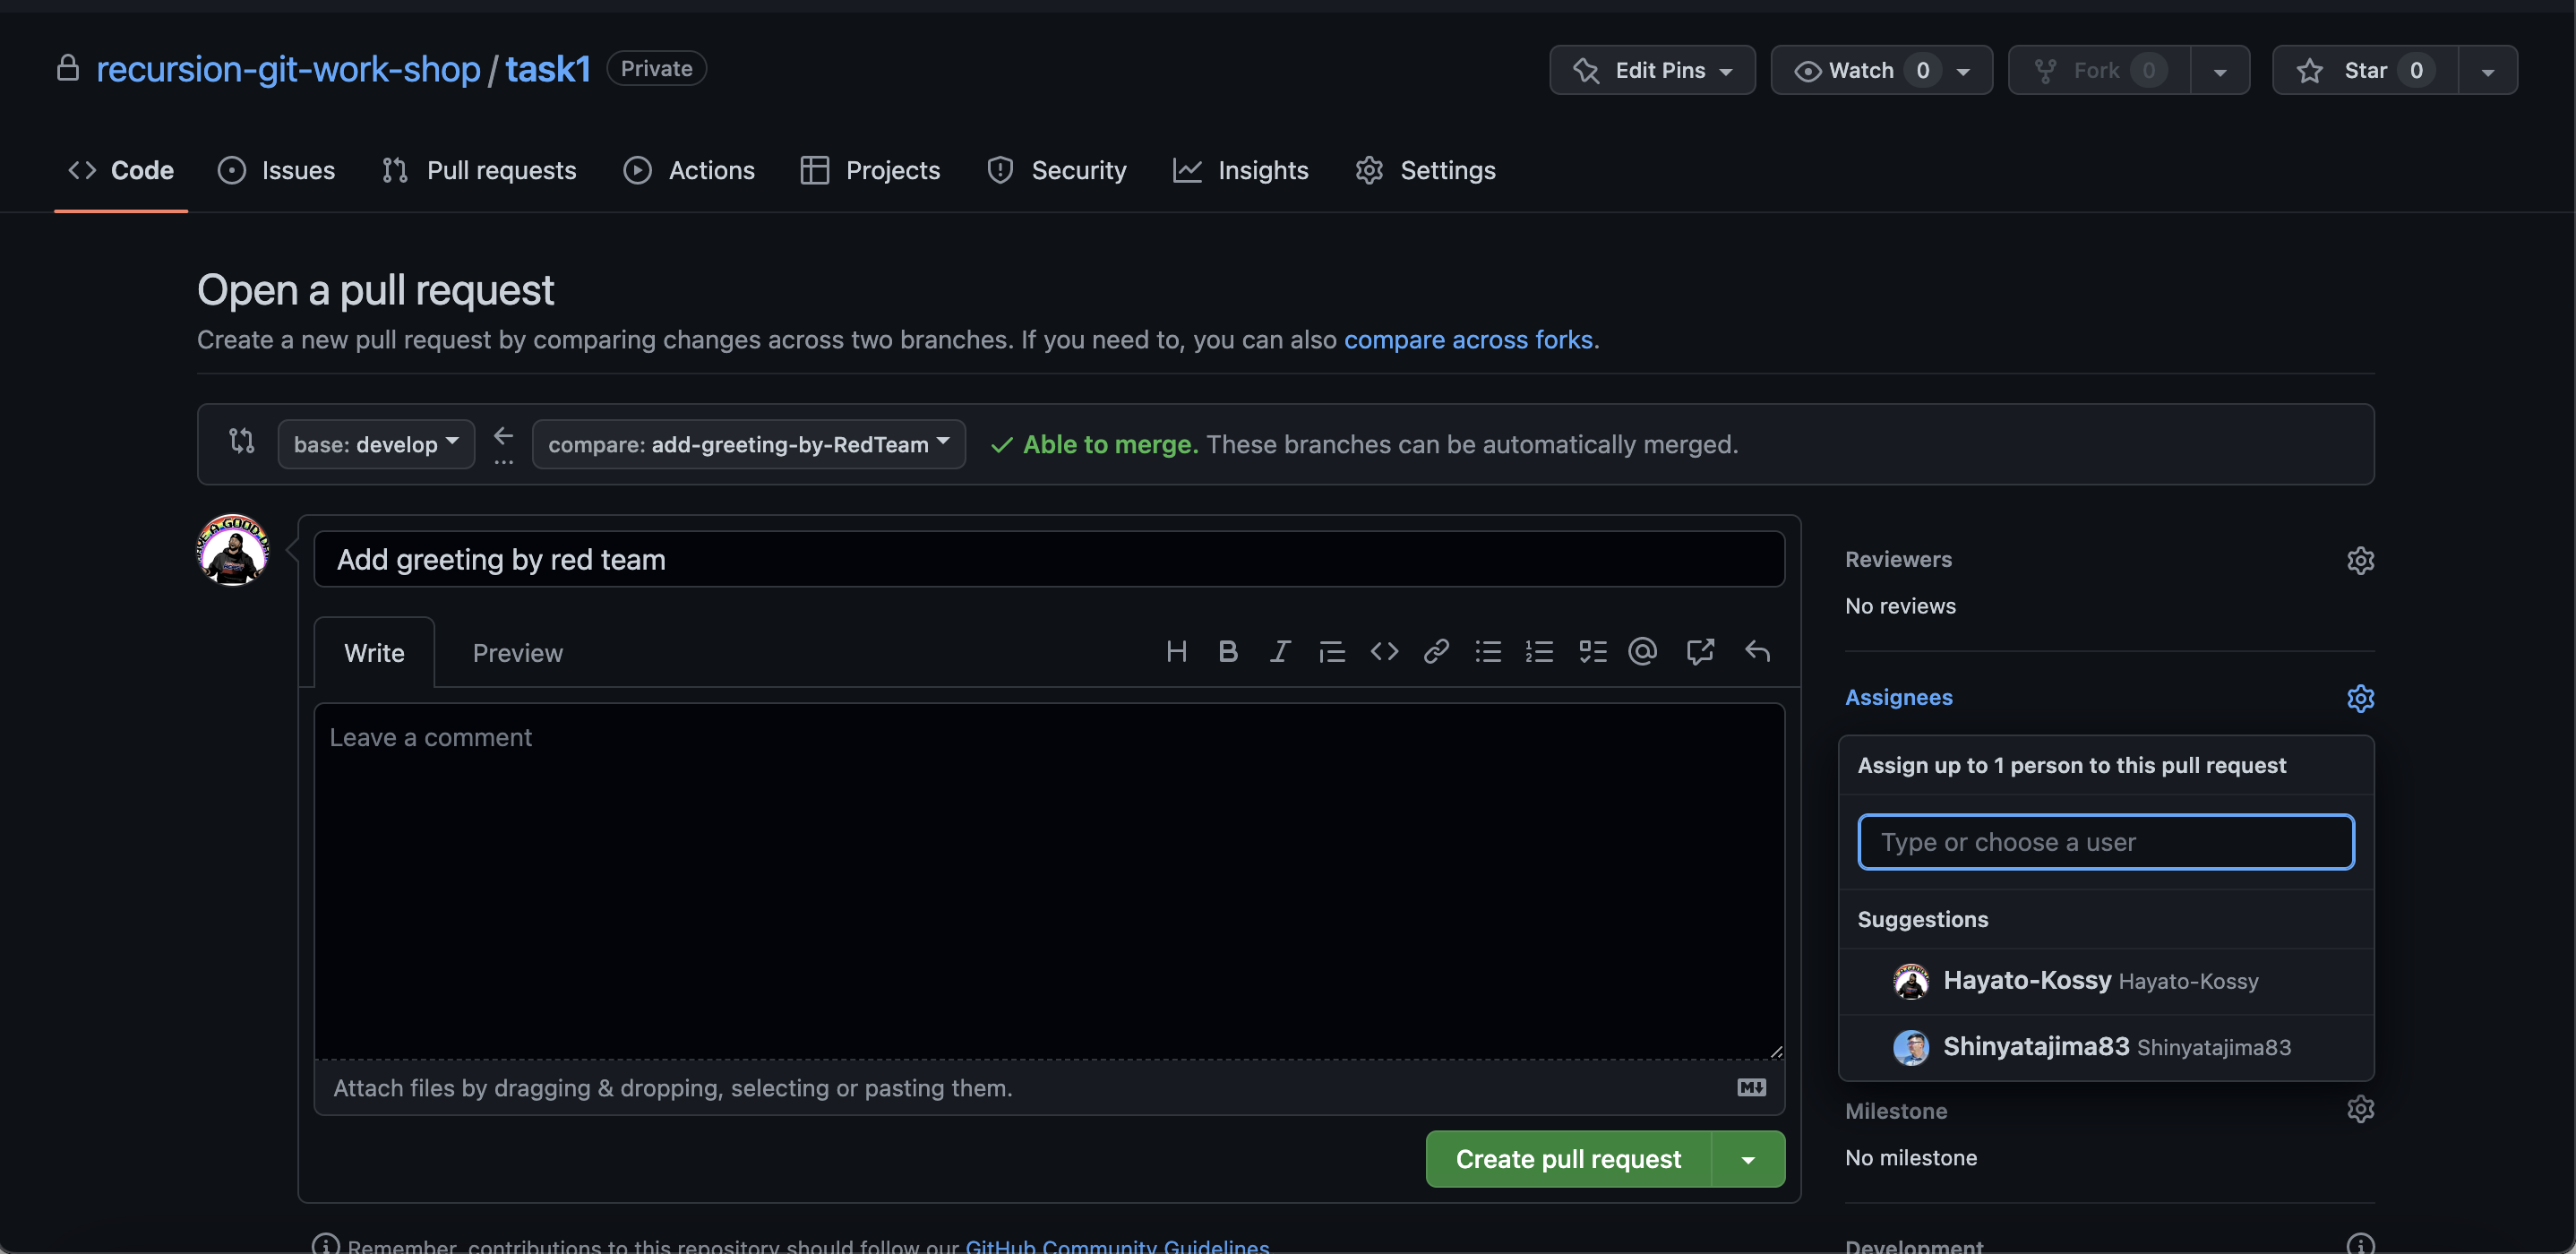 recursion-git-work-shop / task1 Private
Edit Pins Watch 0 Fork 0 Star 0
Code Issues Pull requests Actions Projects Security Insights Settings
Open a pull request
Create a new pull request by comparing changes across two branches. If you need to, you can also compare across forks.
base: develop ← ... compare: add-greeting-by-RedTeam ✓ Able to merge. These branches can be automatically merged.
Add greeting by red team
Write Preview
Leave a comment
Attach files by dragging & dropping, selecting or pasting them.
Create pull request
Remember, contributions to this repository should follow our GitHub Community Guidelines
Reviewers
No reviews
Assignees
Assign up to 1 person to this pull request
Type or choose a user
Suggestions
Hayato-Kossy Hayato-Kossy
Shinyatajima83 Shinyatajima83
Milestone
No milestone
Development